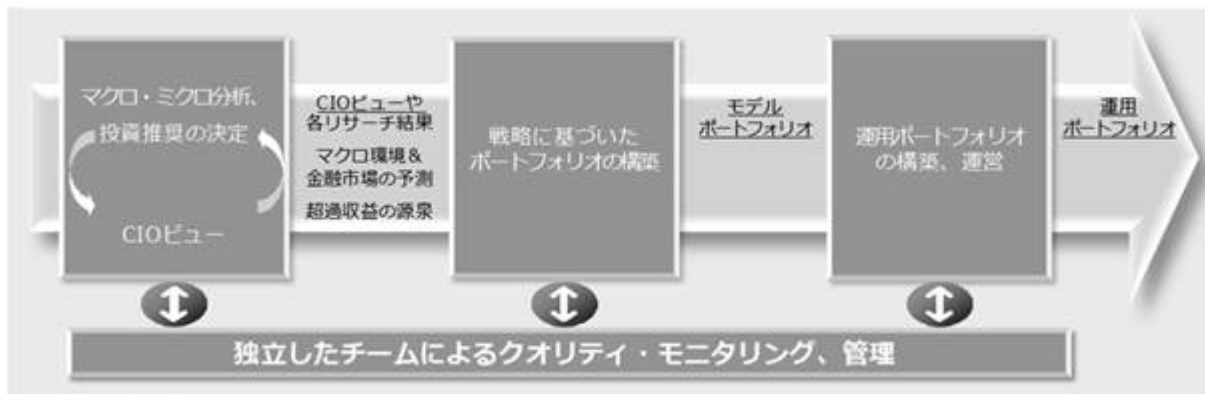 マクロ・ミクロ分析、
投資推奨の決定
CIOビュー
CIOビューや
各リサーチ結果
マクロ環境&
金融市場の予測
超過収益の源泉
戦略に基づいた
ポートフォリオの構築
モデル
ポートフォリオ
運用ポートフォリオ
の構築、運営
運用
ポートフォリオ
独立したチームによるクオリティ・モニタリング、管理